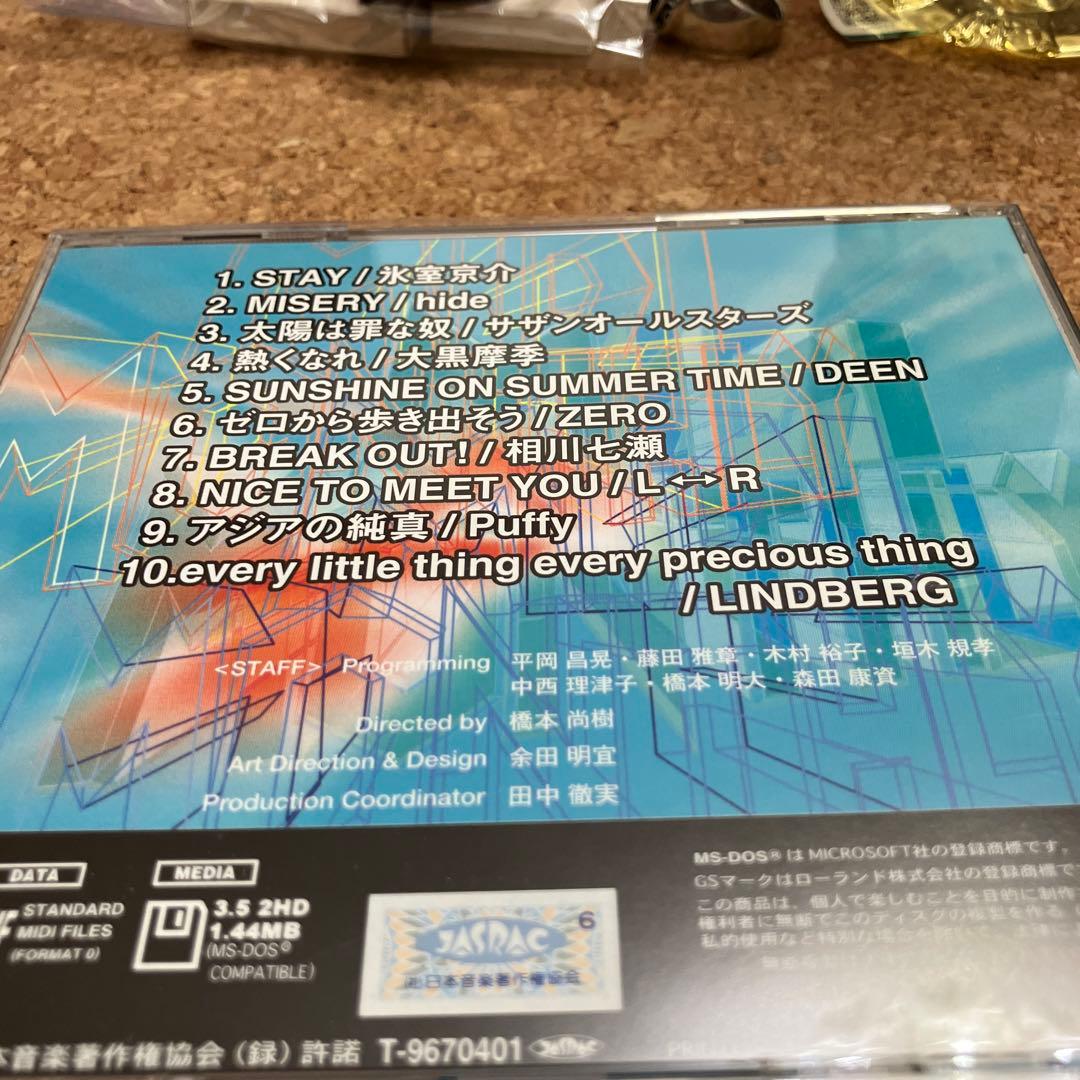 1. STAY / 氷室京介
2. MISERY / hide
3. 太陽は罪な奴 / サザンオールスターズ
4. 熱くなれ / 大黒摩季
5. SUNSHINE ON SUMMER TIME / DEEN
6. ゼロから歩き出そう / ZERO
7. BREAK OUT! / 相川七瀬
8. NICE TO MEET YOU / L↔R
9. アジアの純真 / Puffy
10.every little thing every precious thing
/ LINDBERG
<STAFF> Programming 平岡 昌晃・藤田 雅章・木村 裕子・垣木 規孝
中西 理津子・橋本 明大・森田 康資
Directed by 橋本 尚樹
Art Direction & Design 余田 明宜
Production Coordinator 田中 徹実
DATA
STANDARD
MIDI FILES
(FORMAT 0)
MEDIA
3.5 2HD
1.44MB
(MS-DOS®
COMPATIBLE)
6
JASRAC
(社)日本音楽著作権協会
MS-DOS® は MICROSOFT社の登録商標です。
GSマークはローランド株式会社の登録商標で
この商品は、個人で楽しむことを目的に制作
権利者に無断でこのディスクの複製を
私的使用など特別な場合を
本音楽著作権協会(録)許諾 T-9670401 JASRAC